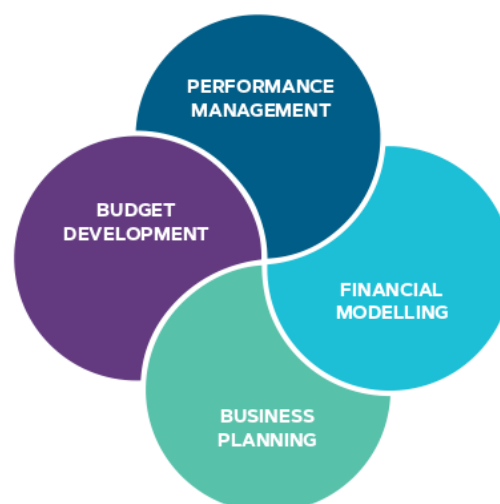 PERFORMANCE
MANAGEMENT
BUDGET
DEVELOPMENT
FINANCIAL
MODELLING
BUSINESS
PLANNING